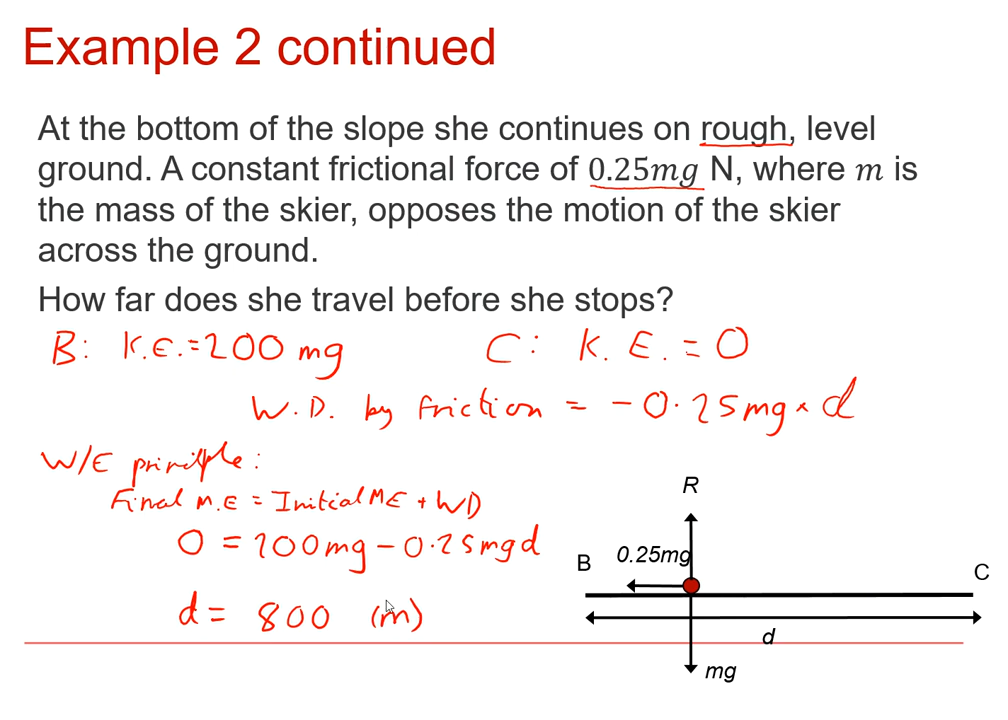 Example 2 continued
At the bottom of the slope she continues on rough, level
ground. A constant frictional force of 0.25mg N, where m is
the mass of the skier, opposes the motion of the skier
across the ground.
How far does she travel before she stops?
B: K.E.=200 mg C: K.E.=0
W.D. by friction = -0.25mg × d
W/E principle:
Final M.E = Initial ME + WD
0 = 200mg - 0.25mgd
d = 800 (m)
R
0.25mg
B
C
d
mg